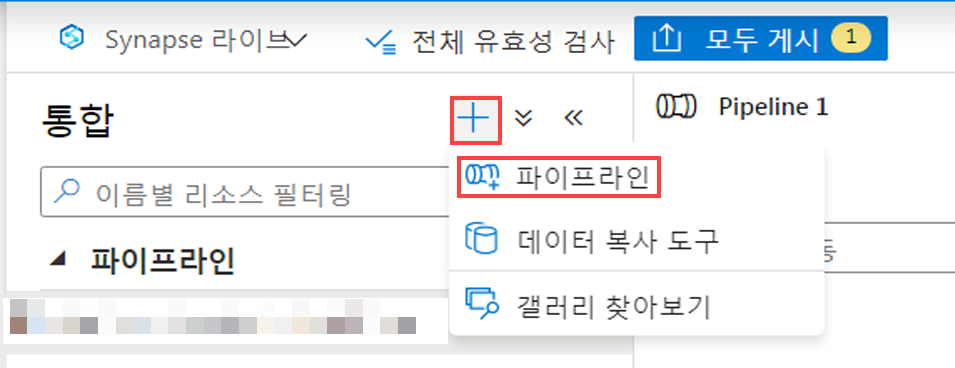 Synapse 라이브
전체 유효성 검사
모두 게시 1
통합
Pipeline 1
이름별 리소스 필터링
파이프라인
데이터 복사 도구
갤러리 찾아보기
파이프라인
동